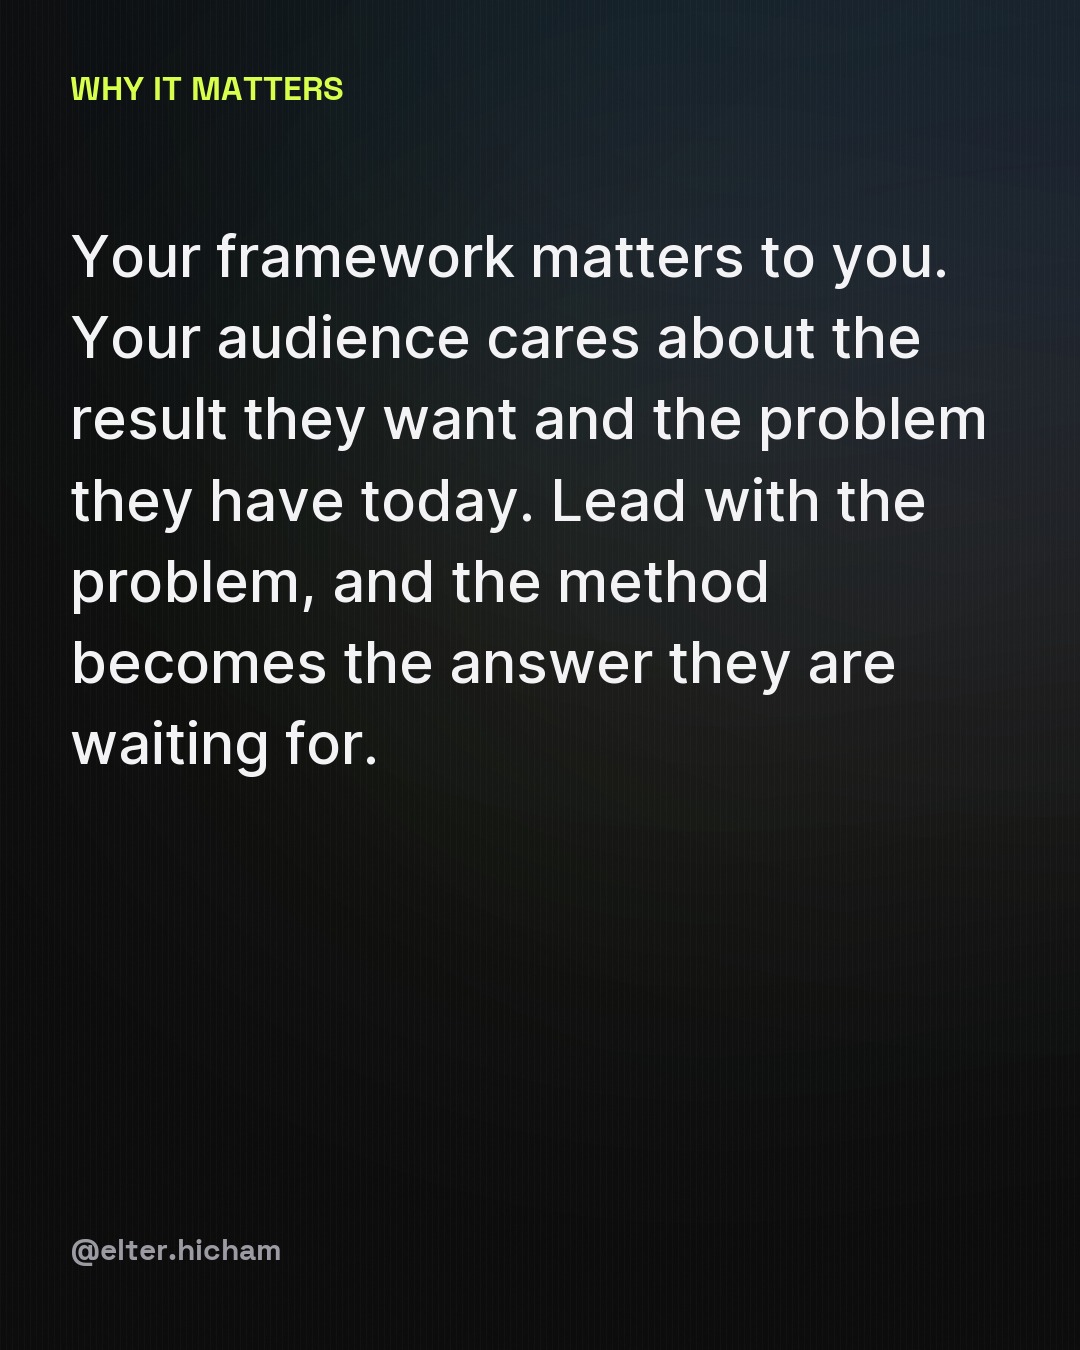 WHY IT MATTERS
Your framework matters to you.
Your audience cares about the
result they want and the problem
they have today. Lead with the
problem, and the method
becomes the answer they are
waiting for.
@elter.hicham